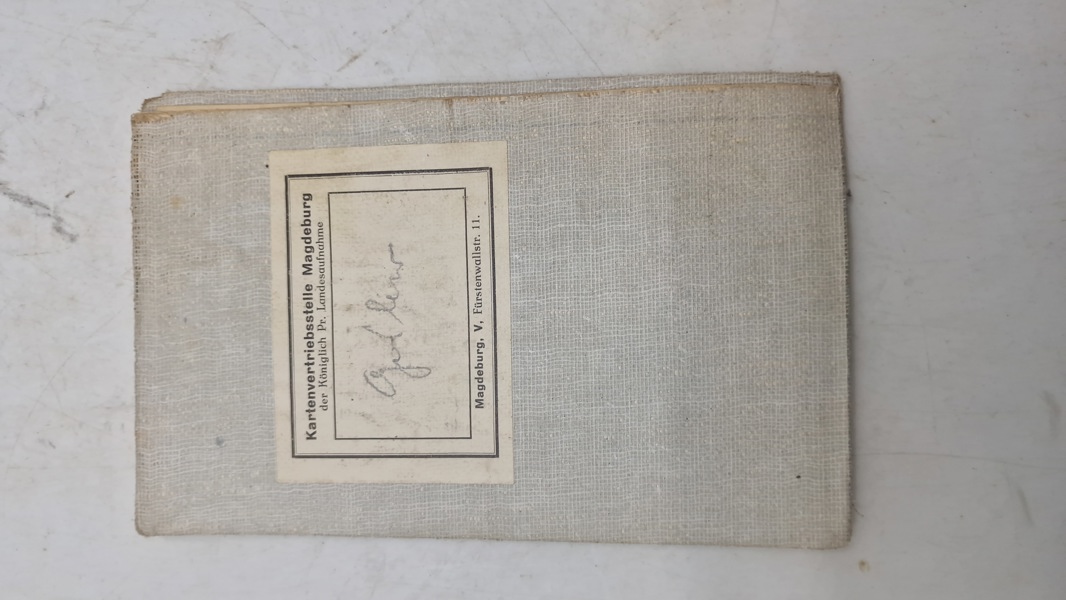 Kartenvertriebsstelle Magdeburg
der Königlich Pr. Landesaufnahme
Magdeburg, V, Fürstenwallstr. 11.